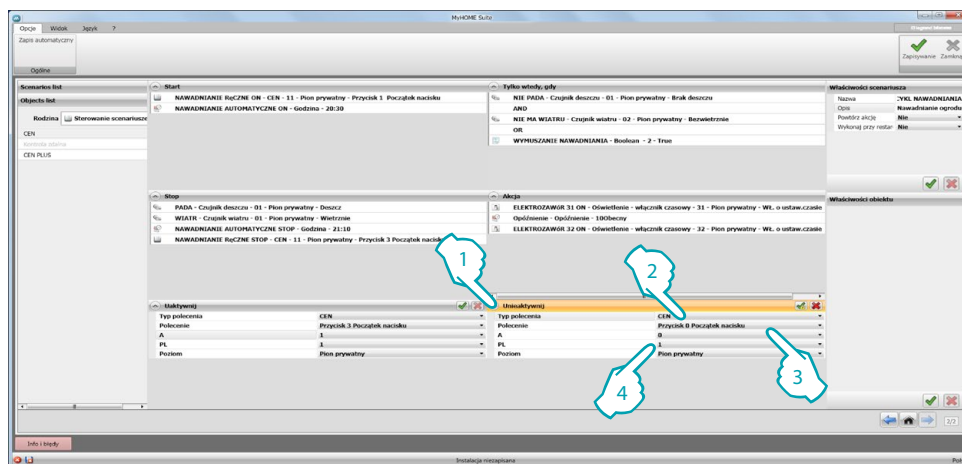 MyHOME Suite
Opcje Widok Język ?
Zapis automatyczny
Ogólne
Zapisywanie Zamknąć
Scenarios list
Objects list
Rodzina Sterowanie scenariusze
CEN
Kontrola zdalna
CEN PLUS
Start
NAWADNIANIE RęCZNE ON - CEN - 11 - Pion prywatny - Przycisk 1 Początek nacisku
NAWADNIANIE AUTOMATYCZNE ON - Godzina - 20:30
Tylko wtedy, gdy
NIE PADA - Czujnik deszczu - 01 - Pion prywatny - Brak deszczu
AND
NIE MA WIATRU - Czujnik wiatru - 02 - Pion prywatny - Bezwietrznie
OR
WYMUSZANIE NAWADNIANIA - Boolean - 2 - True
Właściwości scenariusza
Nazwa CYKL NAWADNIANIA
Opis Nawadnianie ogrodu
Powtórz akcję Nie
Wykonaj przy restar Nie
Stop
PADA - Czujnik deszczu - 01 - Pion prywatny - Deszcz
WIATR - Czujnik wiatru - 01 - Pion prywatny - Wietrznie
NAWADNIANIE AUTOMATYCZNE STOP - Godzina - 21:10
NAWADNIANIE RęCZNE STOP - CEN - 11 - Pion prywatny - Przycisk 3 Początek nacisk
Akcja
ELEKTROZAWóR 31 ON - Oświetlenie - włącznik czasowy - 31 - Pion prywatny - WŁ. o ustaw.czasie
Opóźnienie - Opóźnienie - 10Obecny
ELEKTROZAWóR 32 ON - Oświetlenie - włącznik czasowy - 32 - Pion prywatny - WŁ. o ustaw.czasie
Właściwości obiektu
1
2
3
4
Uaktywnij
Typ polecenia CEN
Polecenie Przycisk 3 Początek nacisku
A 1
PL 1
Poziom Pion prywatny
Unieaktywnij
Typ polecenia CEN
Polecenie Przycisk 0 Początek nacisku
A 0
PL 1
Poziom Pion prywatny
2/2
Info i błędy
Instalacja niezapisana